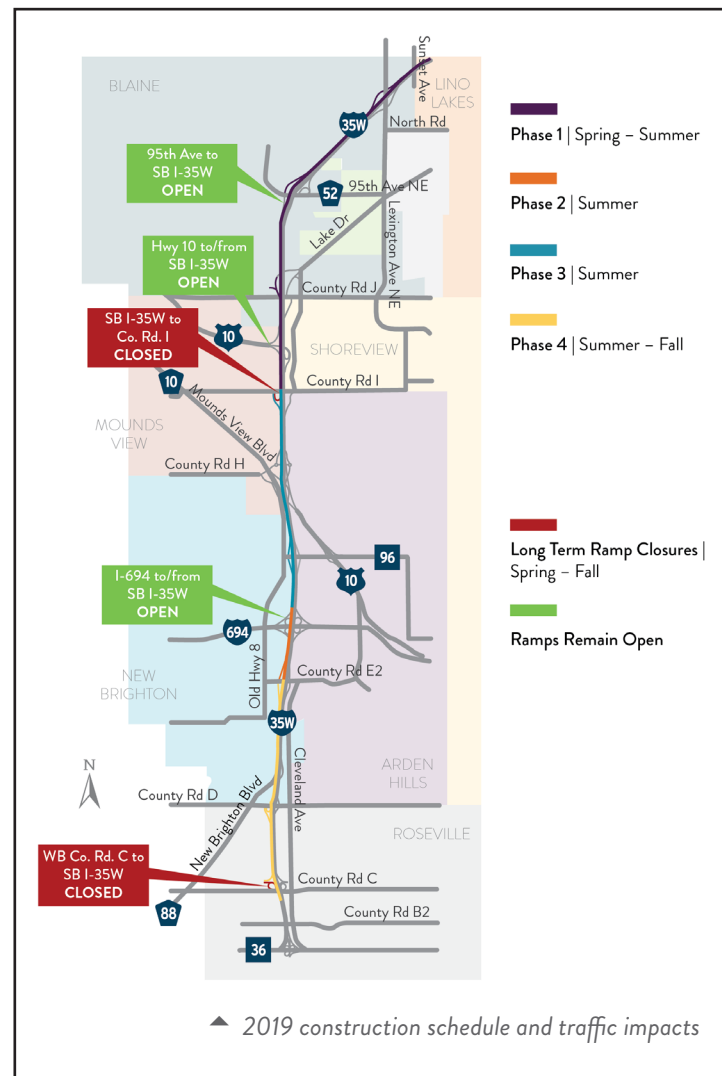 Sunset Ave
BLAINE
LINO
LAKES
35W
North Rd
95th Ave to
SB I-35W
OPEN
52
95th Ave NE
Lake Dr
Lexington Ave NE
Hwy 10 to/from
SB I-35W
OPEN
County Rd J
SB I-35W to
Co. Rd. I
CLOSED
10
SHOREVIEW
10
County Rd I
Mounds View Blvd
MOUNDS
VIEW
County Rd H
96
10
I-694 to/from
SB I-35W
OPEN
694
Old Hwy 8
County Rd E2
NEW
BRIGHTON
35W
Cleveland Ave
N
ARDEN
HILLS
County Rd D
New Brighton Blvd
ROSEVILLE
WB Co. Rd. C to
SB I-35W
CLOSED
County Rd C
88
County Rd B2
36
Phase 1 | Spring – Summer
Phase 2 | Summer
Phase 3 | Summer
Phase 4 | Summer – Fall
Long Term Ramp Closures |
Spring – Fall
Ramps Remain Open
2019 construction schedule and traffic impacts